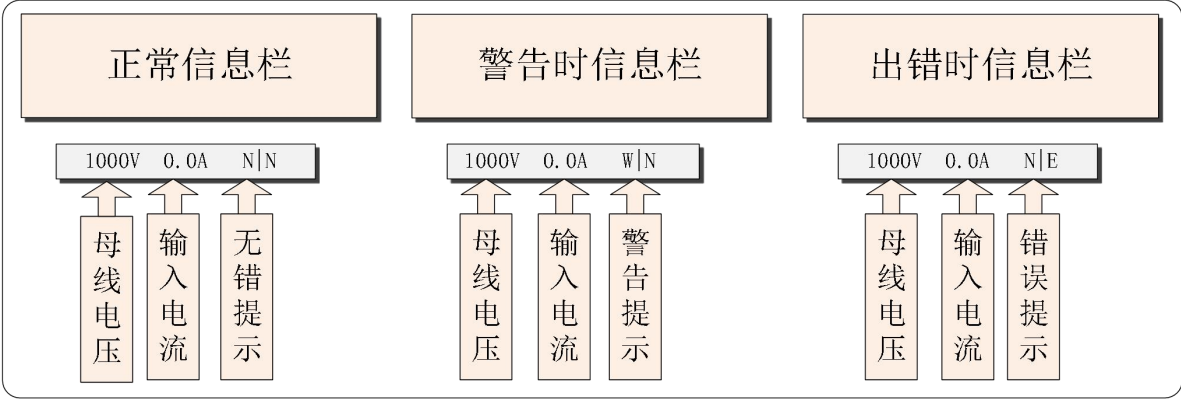 正常信息栏
警告时信息栏
出错时信息栏
1000V 0.0A N|N
1000V 0.0A W|N
1000V 0.0A N|E
母线电压
输入电流
无错提示
母线电压
输入电流
警告提示
母线电压
输入电流
错误提示